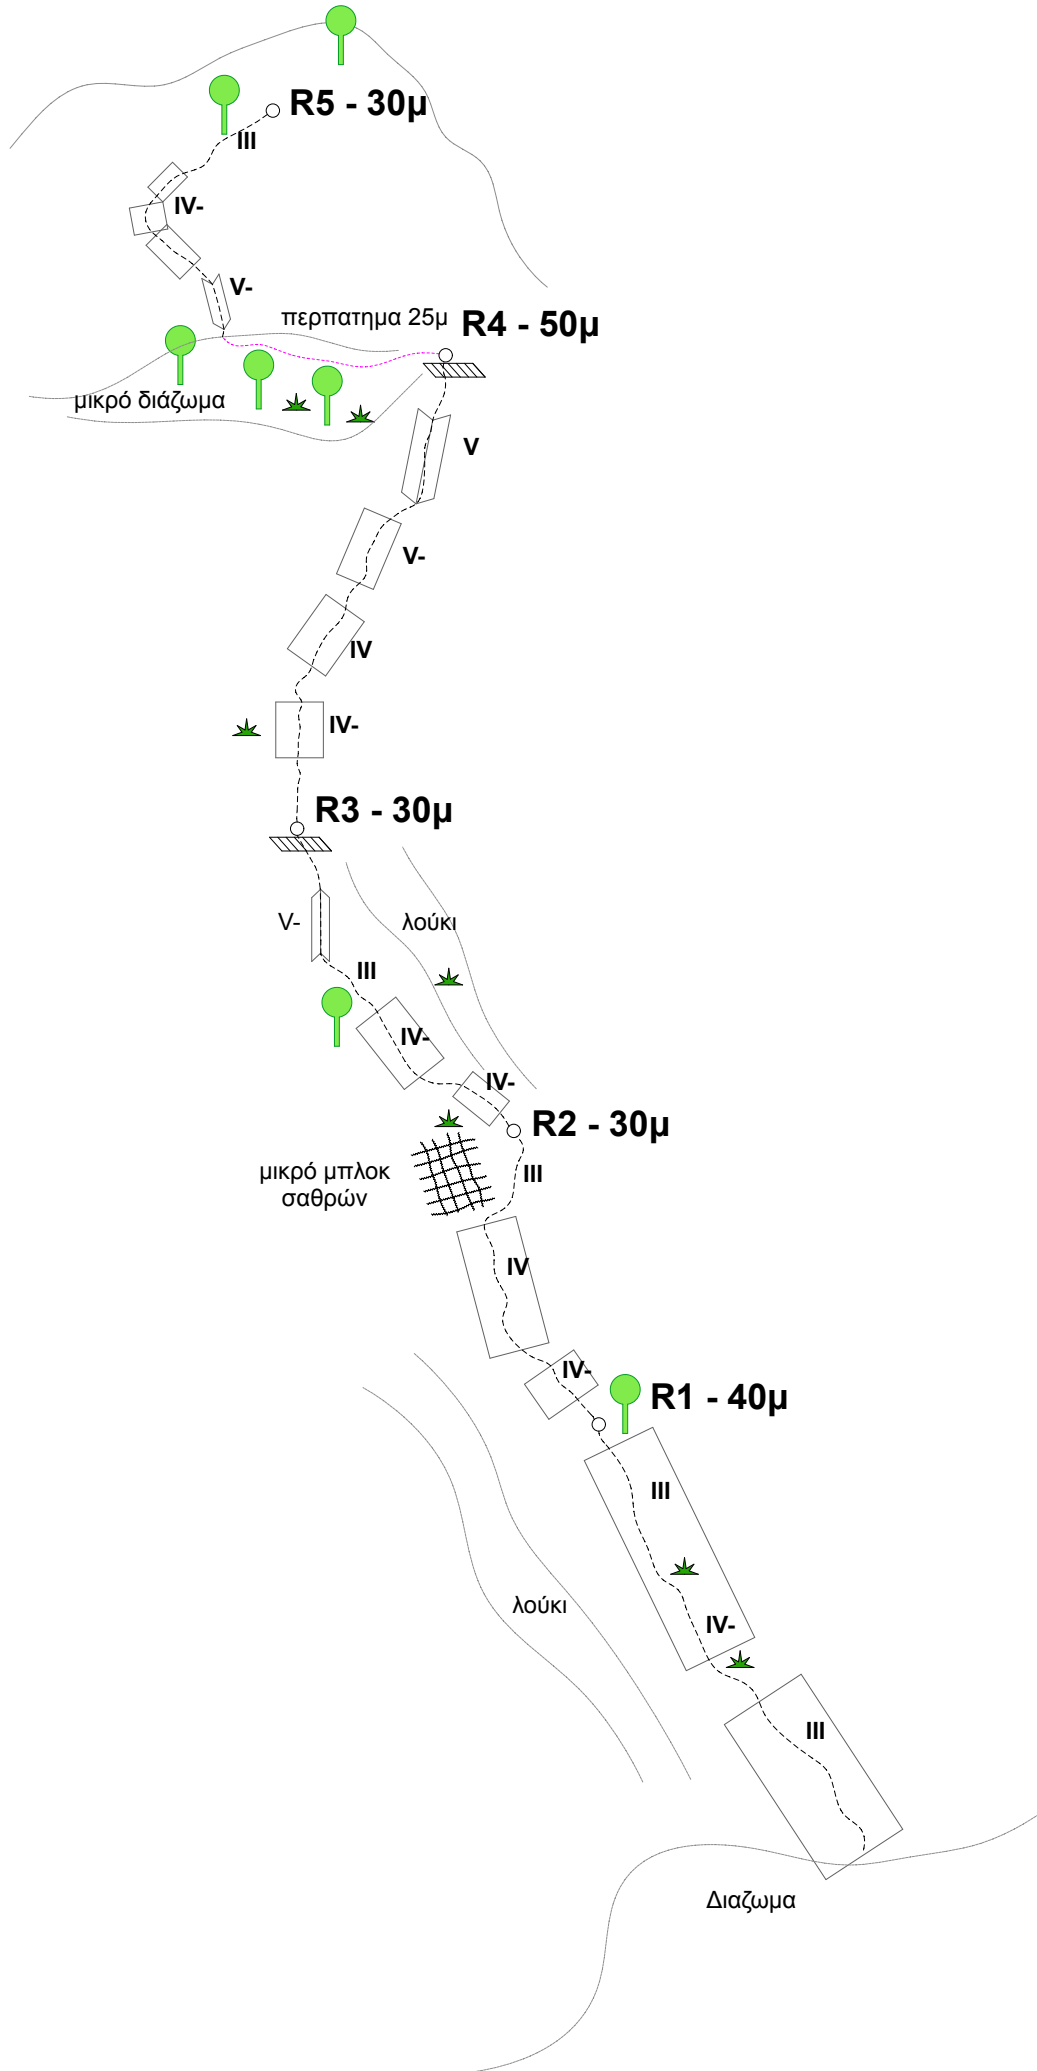 R5 - 30μ
III
IV-
V-
περπατημα 25μ
R4 - 50μ
μικρό διάζωμα
V
V-
IV
IV-
R3 - 30μ
V-
λούκι
III
IV-
IV-
R2 - 30μ
μικρό μπλοκ
σαθρών
III
IV
IV-
R1 - 40μ
III
λούκι
IV-
III
Διαζωμα